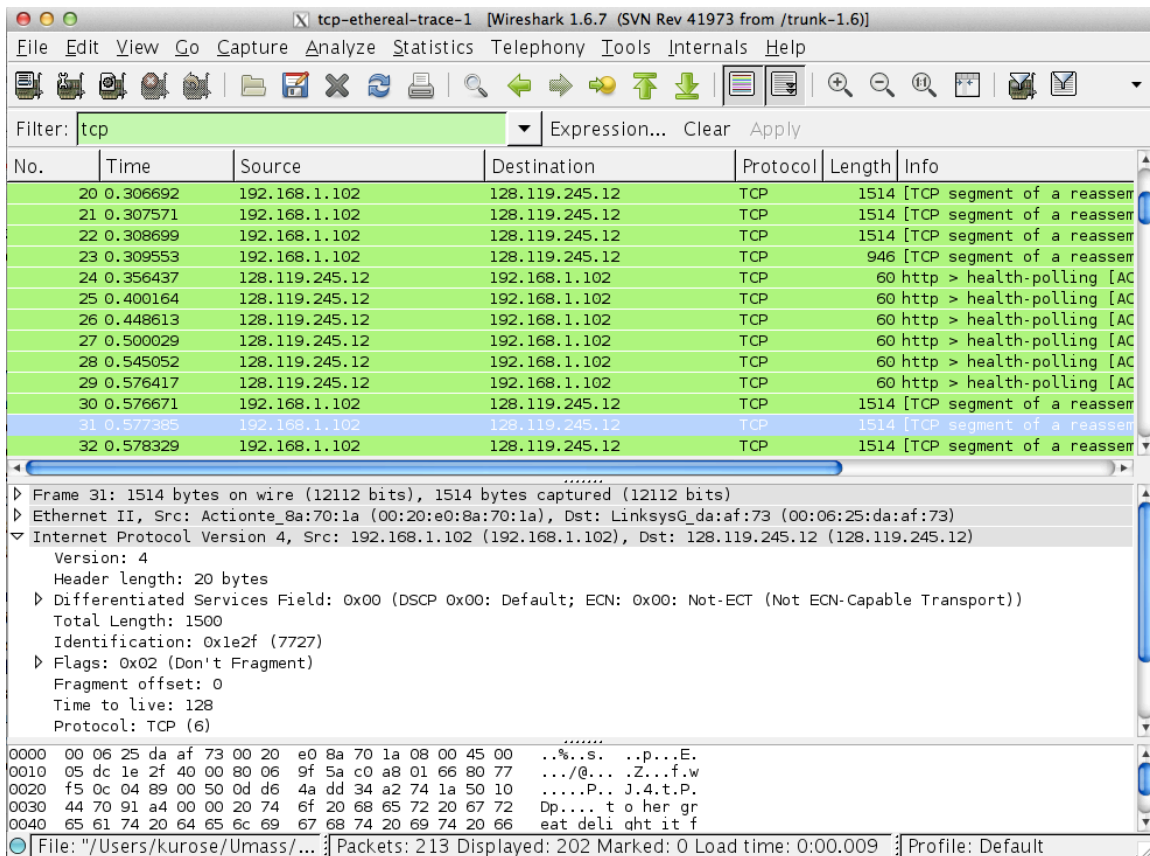 tcp-ethereal-trace-1 [Wireshark 1.6.7 (SVN Rev 41973 from /trunk-1.6)]
File Edit View Go Capture Analyze Statistics Telephony Tools Internals Help
Filter: tcp Expression... Clear Apply
No. Time Source Destination Protocol Length Info
20 0.306692 192.168.1.102 128.119.245.12 TCP 1514 [TCP segment of a reassem
21 0.307571 192.168.1.102 128.119.245.12 TCP 1514 [TCP segment of a reassem
22 0.308699 192.168.1.102 128.119.245.12 TCP 1514 [TCP segment of a reassem
23 0.309553 192.168.1.102 128.119.245.12 TCP 946 [TCP segment of a reassem
24 0.356437 128.119.245.12 192.168.1.102 TCP 60 http > health-polling [AC
25 0.400164 128.119.245.12 192.168.1.102 TCP 60 http > health-polling [AC
26 0.448613 128.119.245.12 192.168.1.102 TCP 60 http > health-polling [AC
27 0.500029 128.119.245.12 192.168.1.102 TCP 60 http > health-polling [AC
28 0.545052 128.119.245.12 192.168.1.102 TCP 60 http > health-polling [AC
29 0.576417 128.119.245.12 192.168.1.102 TCP 60 http > health-polling [AC
30 0.576671 192.168.1.102 128.119.245.12 TCP 1514 [TCP segment of a reassem
31 0.577385 192.168.1.102 128.119.245.12 TCP 1514 [TCP segment of a reassem
32 0.578329 192.168.1.102 128.119.245.12 TCP 1514 [TCP segment of a reassem
Frame 31: 1514 bytes on wire (12112 bits), 1514 bytes captured (12112 bits)
Ethernet II, Src: Actionte_8a:70:1a (00:20:e0:8a:70:1a), Dst: LinksysG_da:af:73 (00:06:25:da:af:73)
Internet Protocol Version 4, Src: 192.168.1.102 (192.168.1.102), Dst: 128.119.245.12 (128.119.245.12)
Version: 4
Header length: 20 bytes
Differentiated Services Field: 0x00 (DSCP 0x00: Default; ECN: 0x00: Not-ECT (Not ECN-Capable Transport))
Total Length: 1500
Identification: 0x1e2f (7727)
Flags: 0x02 (Don't Fragment)
Fragment offset: 0
Time to live: 128
Protocol: TCP (6)
0000 00 06 25 da af 73 00 20 e0 8a 70 1a 08 00 45 00 ..%..s. ..p...E.
0010 05 dc 1e 2f 40 00 80 06 9f 5a c0 a8 01 66 80 77 .../@... .Z...f.w
0020 f5 0c 04 89 00 50 0d d6 4a dd 34 a2 74 1a 50 10 .....P.. J.4.t.P.
0030 44 70 91 a4 00 00 20 74 6f 20 68 65 72 20 67 72 Dp.... t o her gr
0040 65 61 74 20 64 65 6c 69 67 68 74 20 69 74 20 66 eat deli ght it f
File: "/Users/kurose/Umass/... Packets: 213 Displayed: 202 Marked: 0 Load time: 0:00.009 Profile: Default